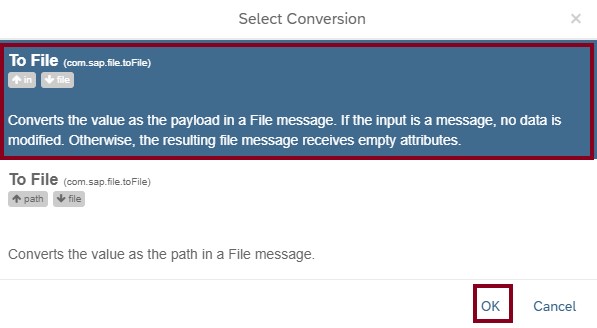 Select Conversion ×
To File (com.sap.file.toFile)
in file
Converts the value as the payload in a File message. If the input is a message, no data is
modified. Otherwise, the resulting file message receives empty attributes.
To File (com.sap.file.toFile)
path file
Converts the value as the path in a File message.
OK Cancel